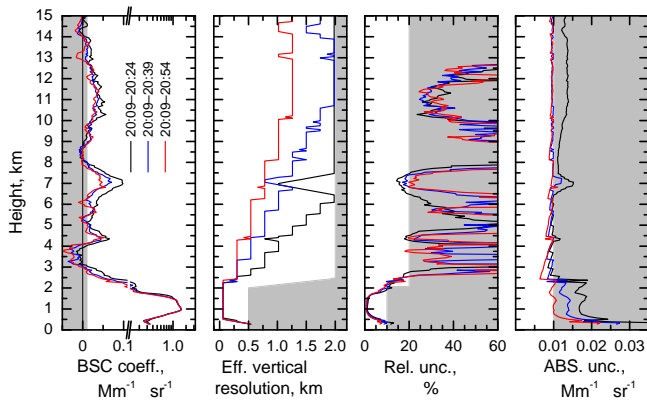 15
14
13
12
11
10
9
8
7
6
5
4
3
2
1
0
Height, km
20:09–20:24
20:09–20:39
20:09–20:54
0 0.1 1.0
BSC coeff.,
Mm⁻¹ sr⁻¹
0.0 0.5 1.0 1.5 2.0
Eff. vertical
resolution, km
0 20 40 60
Rel. unc.,
%
0.01 0.02 0.03
ABS. unc.,
Mm⁻¹ sr⁻¹